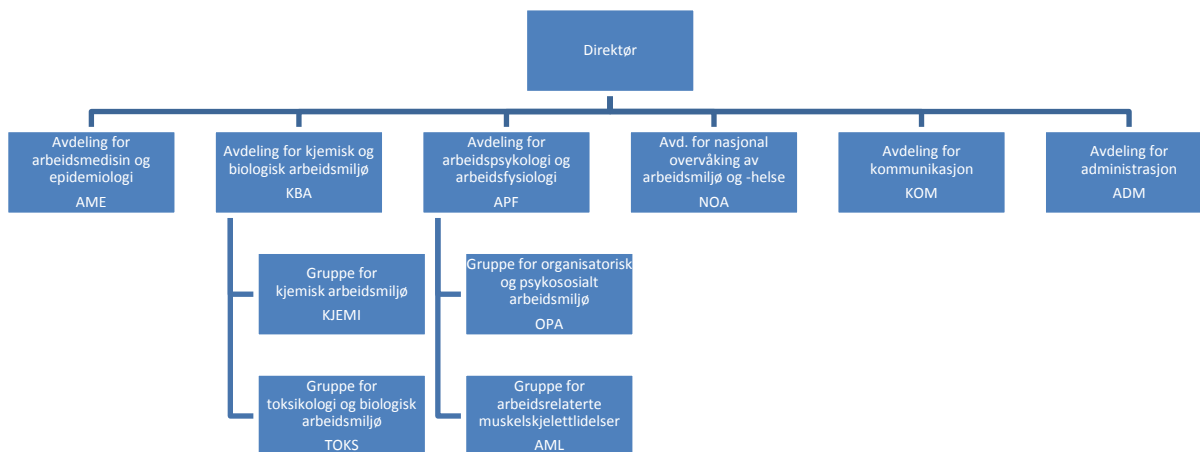 Direktør
Avdeling for
arbeidsmedisin og
epidemiologi
AME
Avdeling for kjemisk og
biologisk arbeidsmiljø
KBA
Avdeling for
arbeidspsykologi og
arbeidsfysiologi
APF
Avd. for nasjonal
overvåking av
arbeidsmiljø og -helse
NOA
Avdeling for
kommunikasjon
KOM
Avdeling for
administrasjon
ADM
Gruppe for
kjemisk arbeidsmiljø
KJEMI
Gruppe for organisatorisk
og psykososialt
arbeidsmiljø
OPA
Gruppe for
toksikologi og biologisk
arbeidsmiljø
TOKS
Gruppe for
arbeidsrelaterte
muskelskjelettlidelser
AML